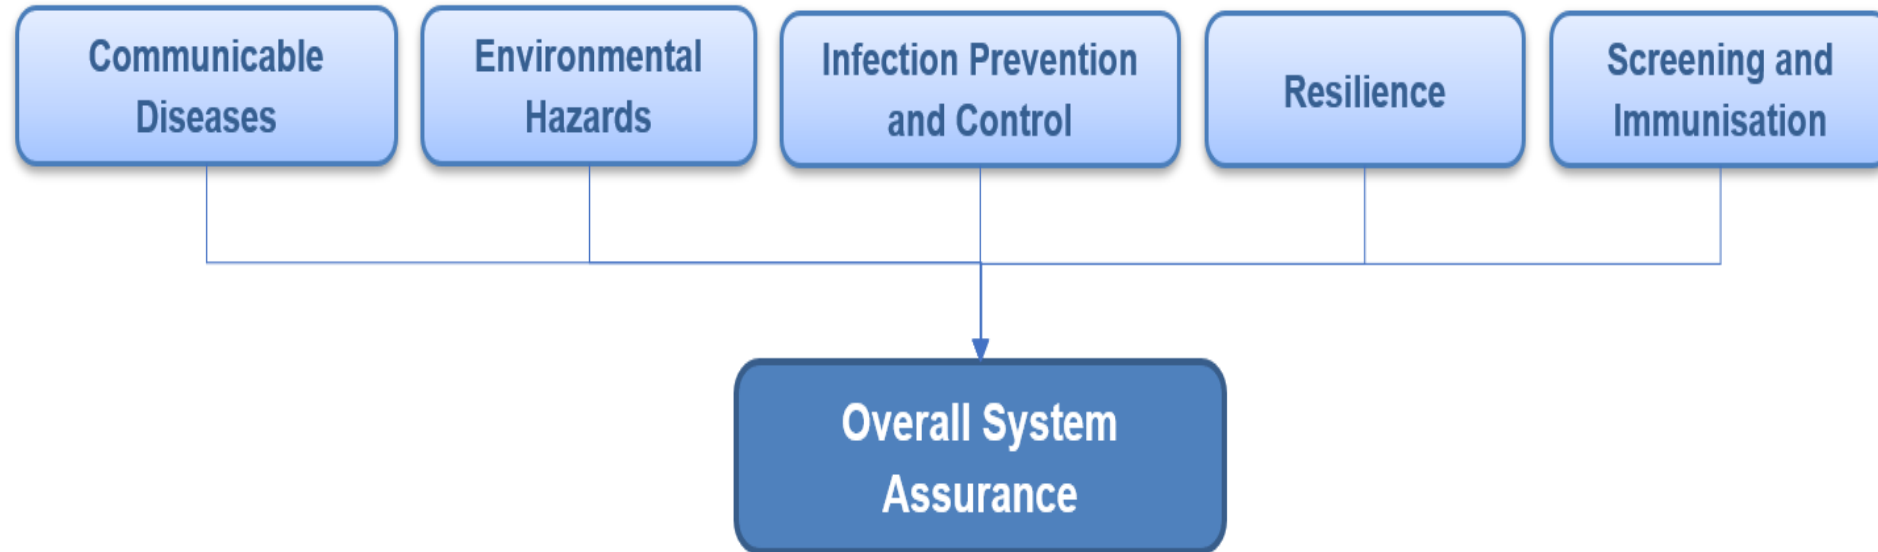 Communicable
Diseases
Environmental
Hazards
Infection Prevention
and Control
Resilience
Screening and
Immunisation
Overall System
Assurance